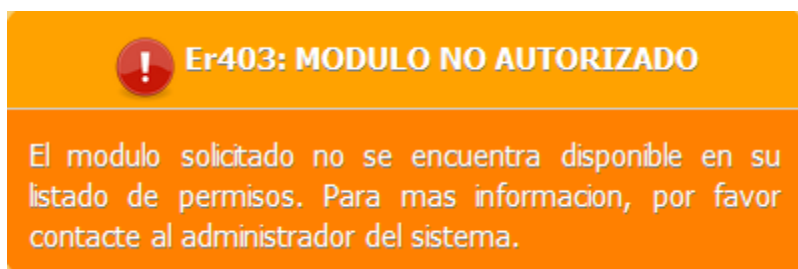 Er403: MODULO NO AUTORIZADO
El modulo solicitado no se encuentra disponible en su
listado de permisos. Para mas informacion, por favor
contacte al administrador del sistema.